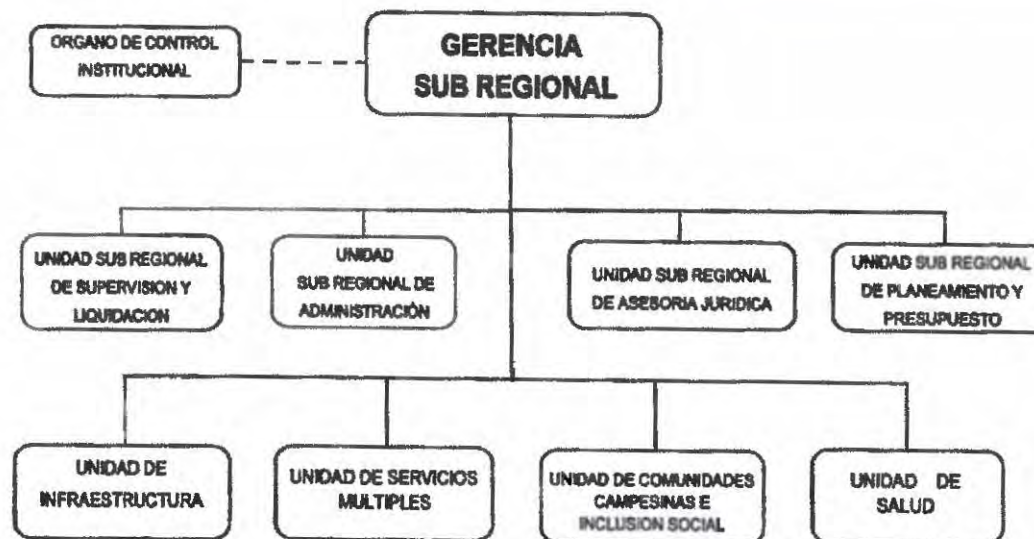 ORGANO DE CONTROL
INSTITUCIONAL
GERENCIA
SUB REGIONAL
UNIDAD SUB REGIONAL
DE SUPERVISION Y
LIQUIDACION
UNIDAD
SUB REGIONAL DE
ADMINISTRACIÓN
UNIDAD SUB REGIONAL
DE ASESORIA JURIDICA
UNIDAD SUB REGIONAL
DE PLANEAMIENTO Y
PRESUPUESTO
UNIDAD DE
INFRAESTRUCTURA
UNIDAD DE SERVICIOS
MULTIPLES
UNIDAD DE COMUNIDADES
CAMPESINAS E
INCLUSION SOCIAL
UNIDAD DE
SALUD